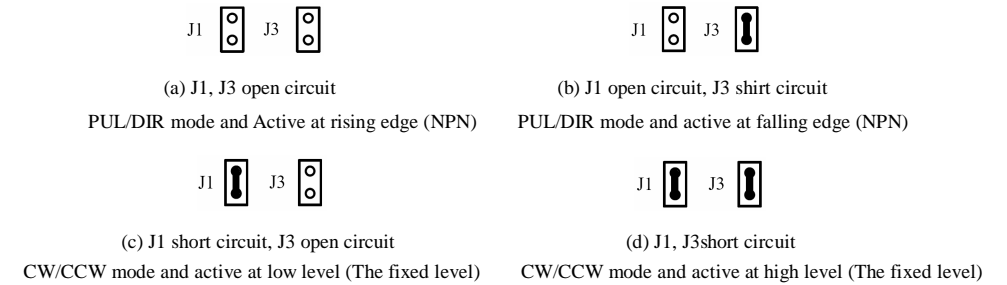 J1 J3 J1 J3
(a) J1, J3 open circuit
(b) J1 open circuit, J3 shirt circuit
PUL/DIR mode and Active at rising edge (NPN)
PUL/DIR mode and active at falling edge (NPN)
J1 J3 J1 J3
(c) J1 short circuit, J3 open circuit
(d) J1, J3short circuit
CW/CCW mode and active at low level (The fixed level)
CW/CCW mode and active at high level (The fixed level)